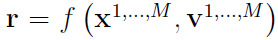 r = f (x^{1,...,M}, v^{1,...,M})